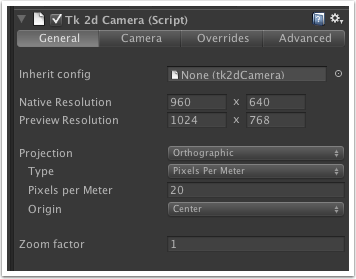 Tk 2d Camera (Script)
General Camera Overrides Advanced
Inherit config None (tk2dCamera)
Native Resolution 960 x 640
Preview Resolution 1024 x 768
Projection Orthographic
Type Pixels Per Meter
Pixels per Meter 20
Origin Center
Zoom factor 1